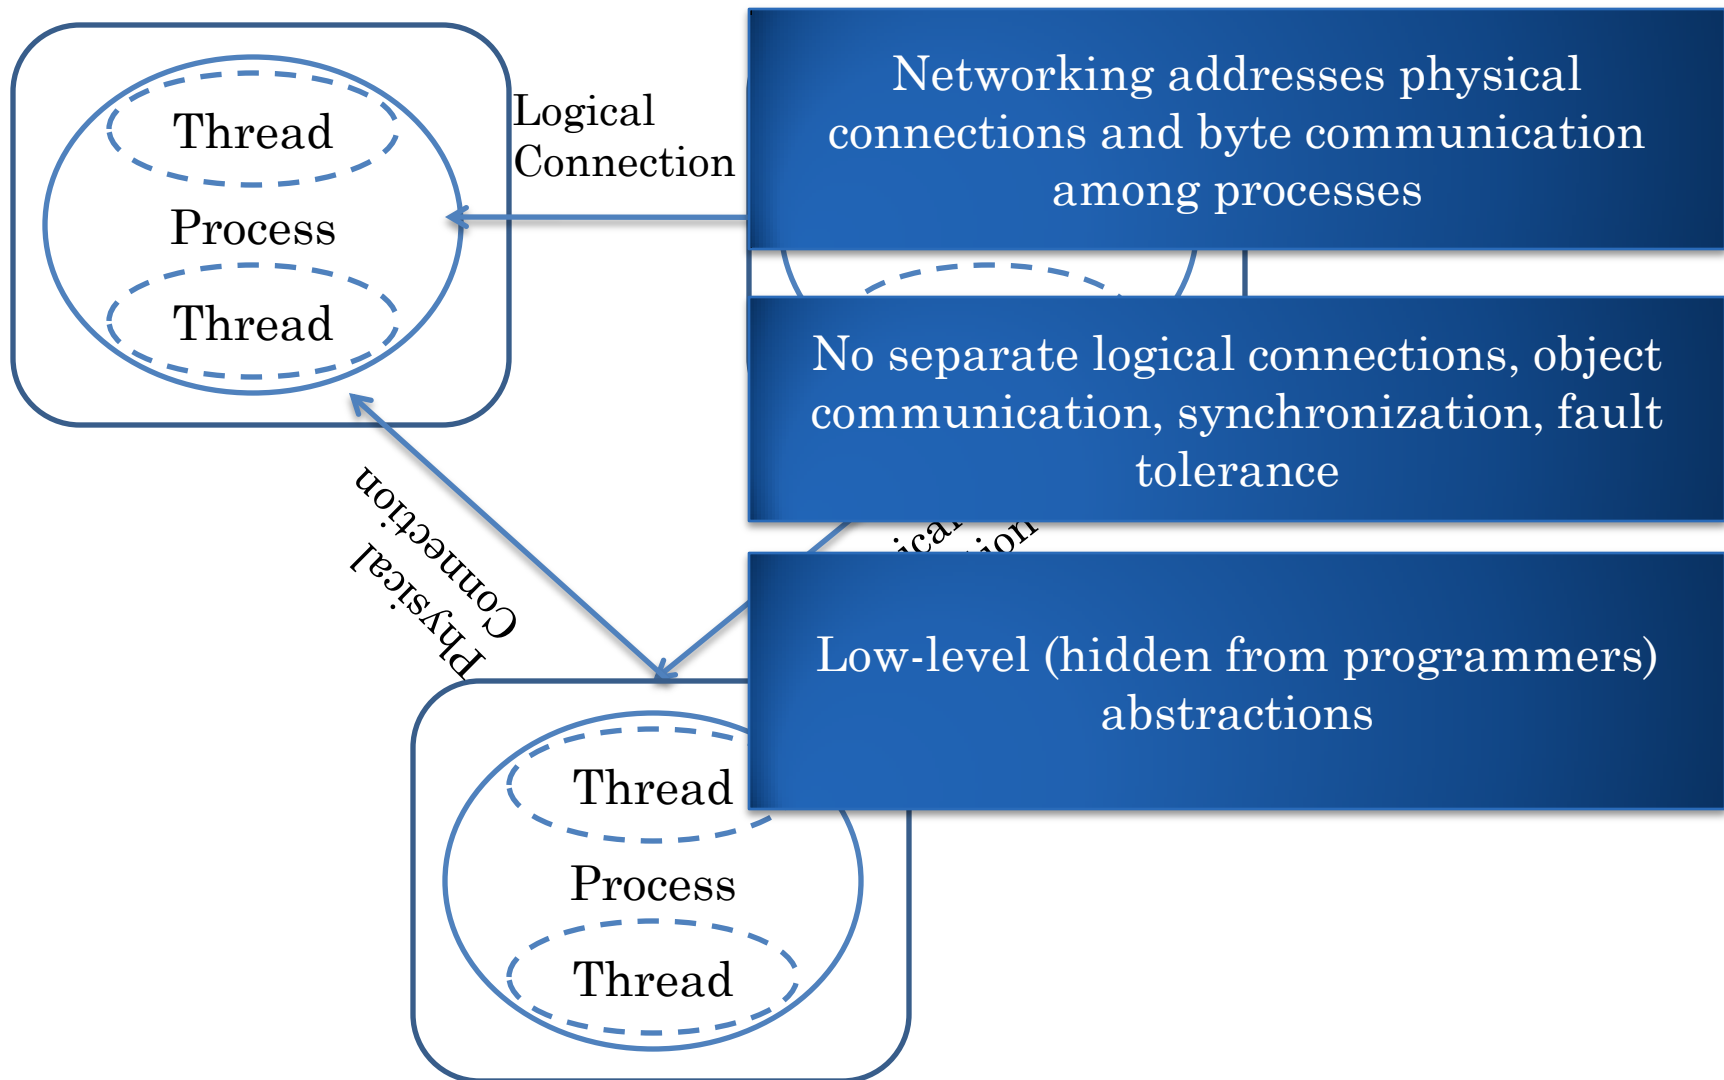 Thread
Process
Thread
Logical
Connection
Networking addresses physical
connections and byte communication
among processes
No separate logical connections, object
communication, synchronization, fault
tolerance
Physical
Connection
Low-level (hidden from programmers)
abstractions
Thread
Process
Thread